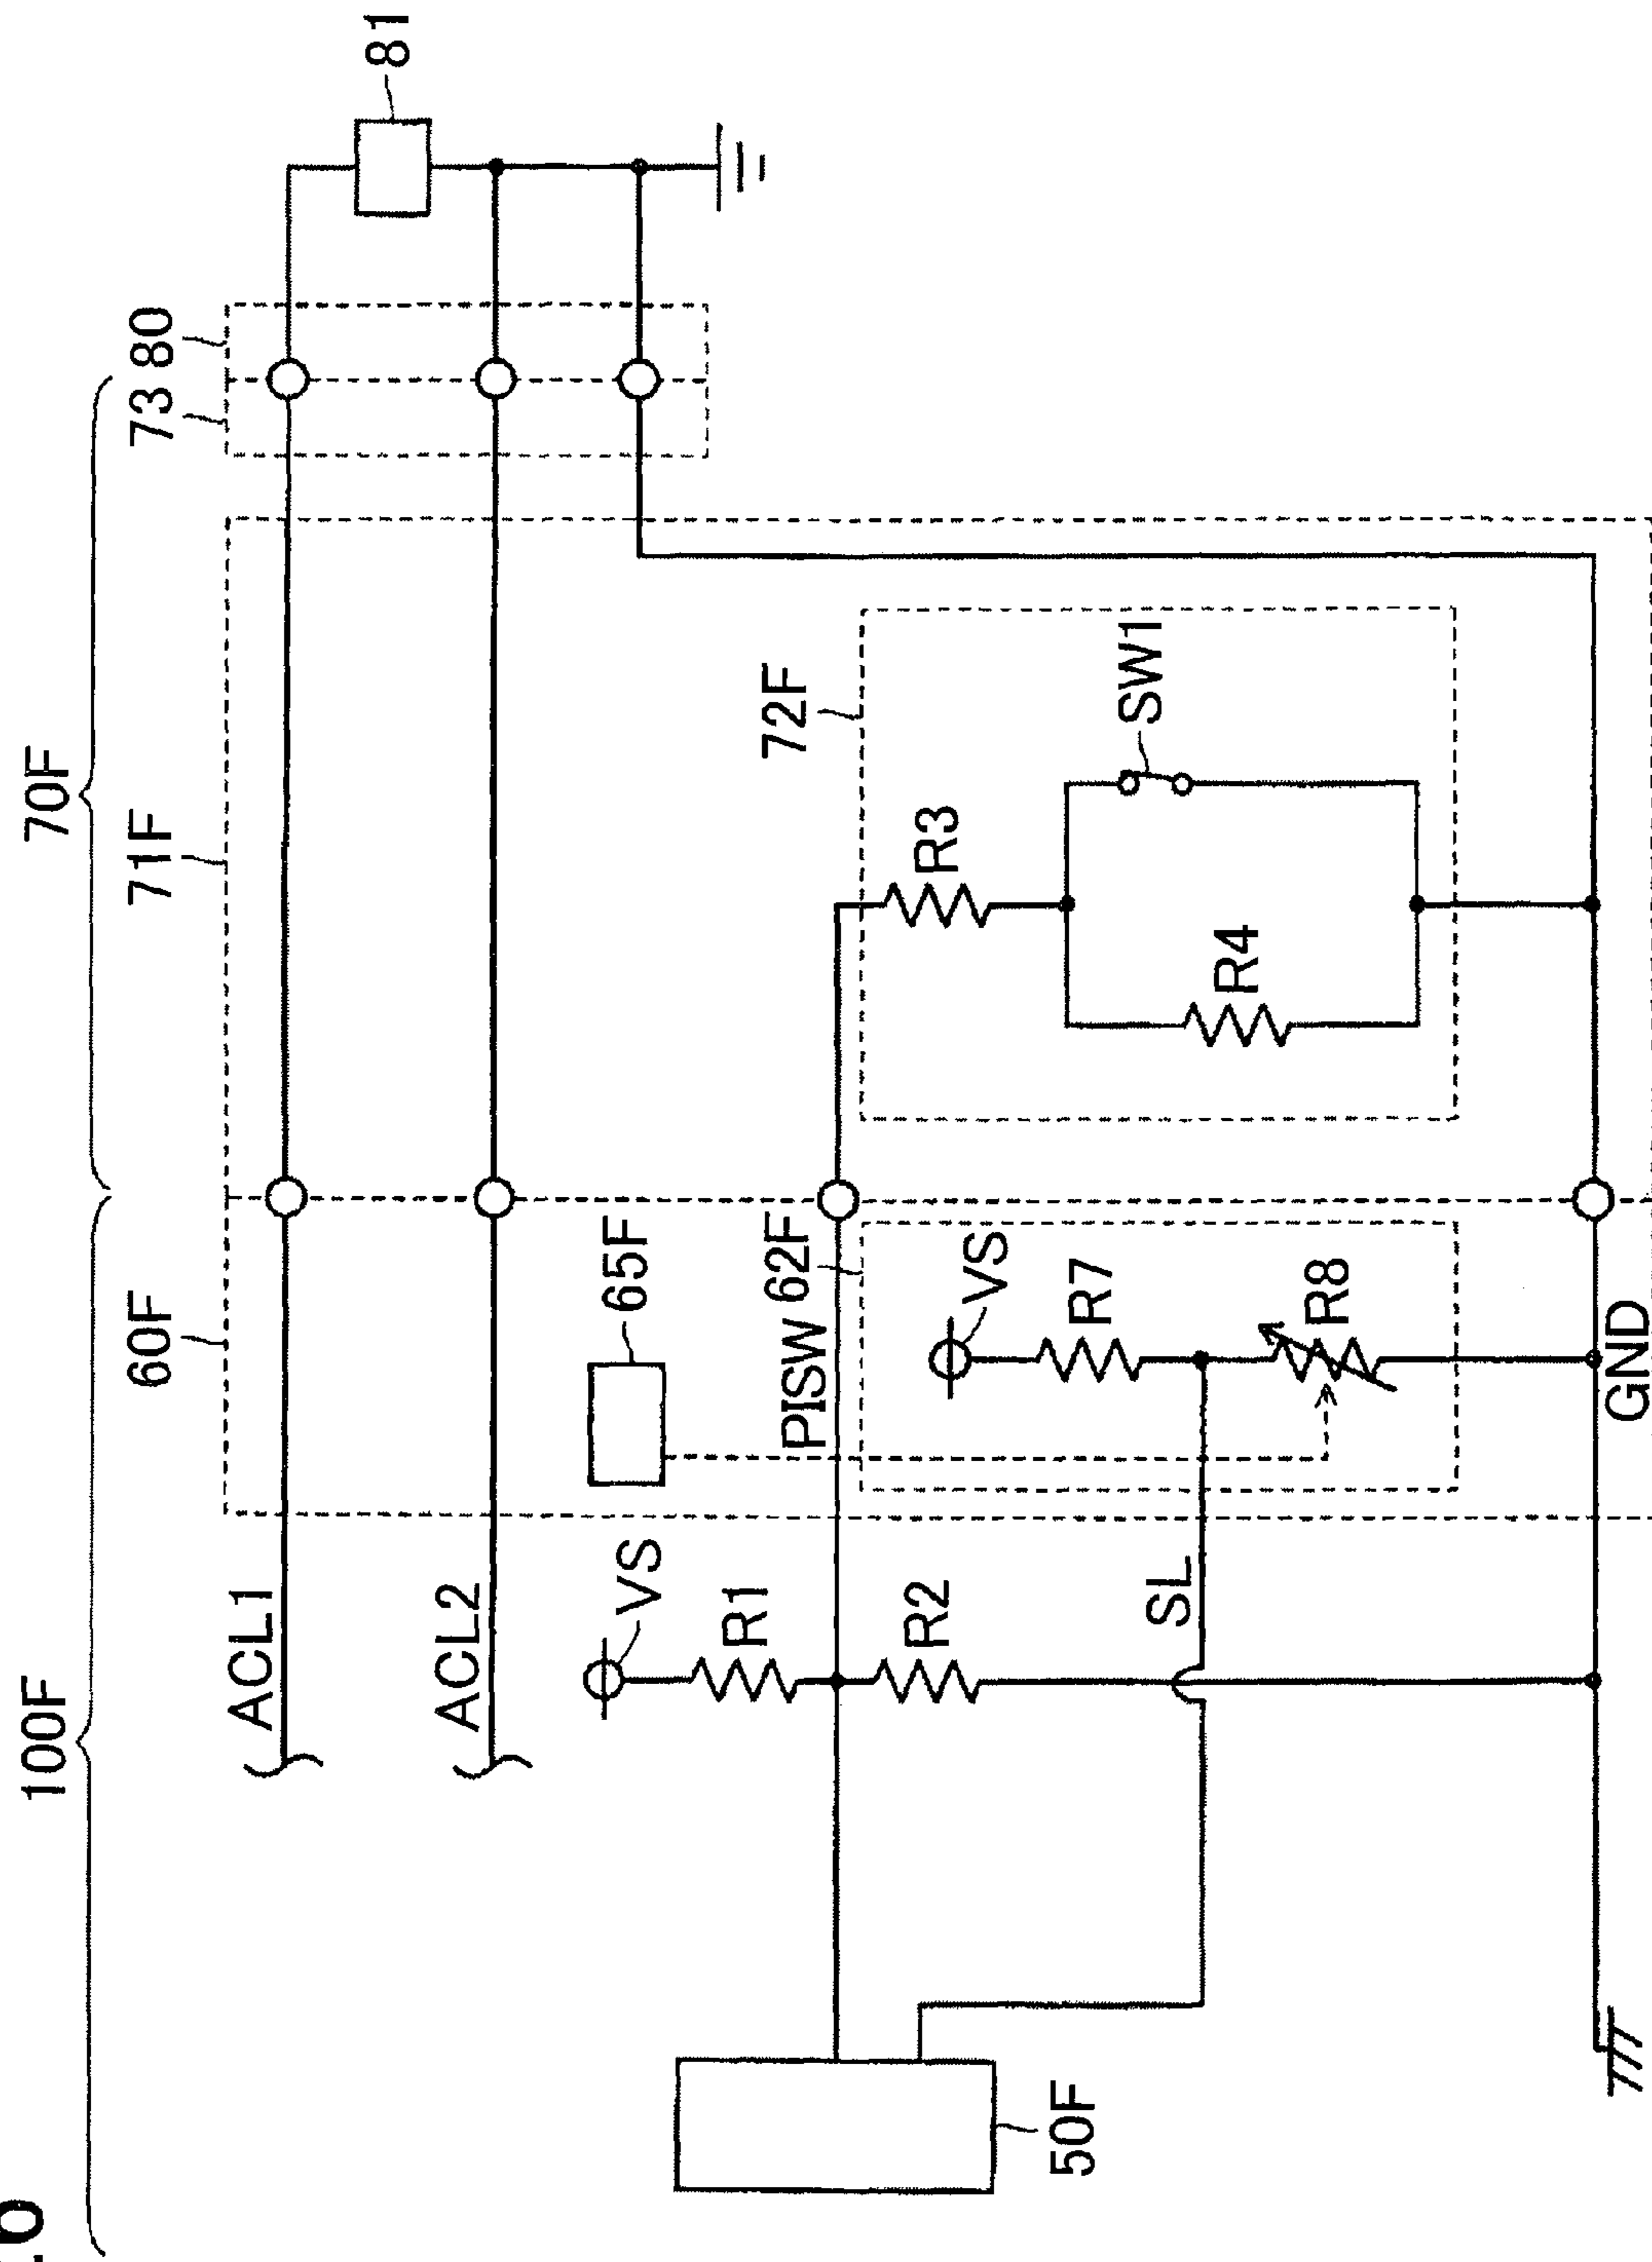 100F
70F
60F
71F
73
80
81
ACL1
ACL2
65F
VS
R1
PISW
62F
72F
R2
R3
VS
R7
SW1
SL
R4
R8
50F
GND